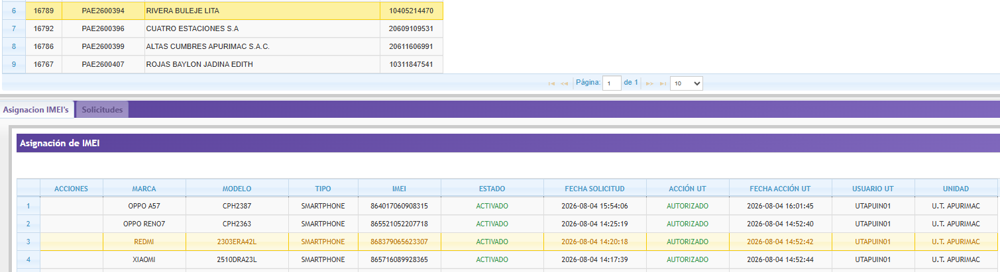 6 16789 PAE2600394 RIVERA BULEJE LITA 10405214470
7 16792 PAE2600396 CUATRO ESTACIONES S.A 20609109531
8 16786 PAE2600399 ALTAS CUMBRES APURIMAC S.A.C. 20611606991
9 16767 PAE2600407 ROJAS BAYLON JADINA EDITH 10311847541
Página: 1 de 1 10
Asignacion IMEI's Solicitudes
Asignación de IMEI
ACCIONES MARCA MODELO TIPO IMEI ESTADO FECHA SOLICITUD ACCIÓN UT FECHA ACCIÓN UT USUARIO UT UNIDAD
1 OPPO A57 CPH2387 SMARTPHONE 864017060908315 ACTIVADO 2026-08-04 15:54:06 AUTORIZADO 2026-08-04 16:01:45 UTAPUIN01 U.T. APURIMAC
2 OPPO RENO7 CPH2363 SMARTPHONE 865521052207718 ACTIVADO 2026-08-04 14:25:19 AUTORIZADO 2026-08-04 14:52:40 UTAPUIN01 U.T. APURIMAC
3 REDMI 2303ERA42L SMARTPHONE 868379065623307 ACTIVADO 2026-08-04 14:20:18 AUTORIZADO 2026-08-04 14:52:42 UTAPUIN01 U.T. APURIMAC
4 XIAOMI 2510DRA23L SMARTPHONE 865716089928365 ACTIVADO 2026-08-04 14:17:39 AUTORIZADO 2026-08-04 14:52:44 UTAPUIN01 U.T. APURIMAC